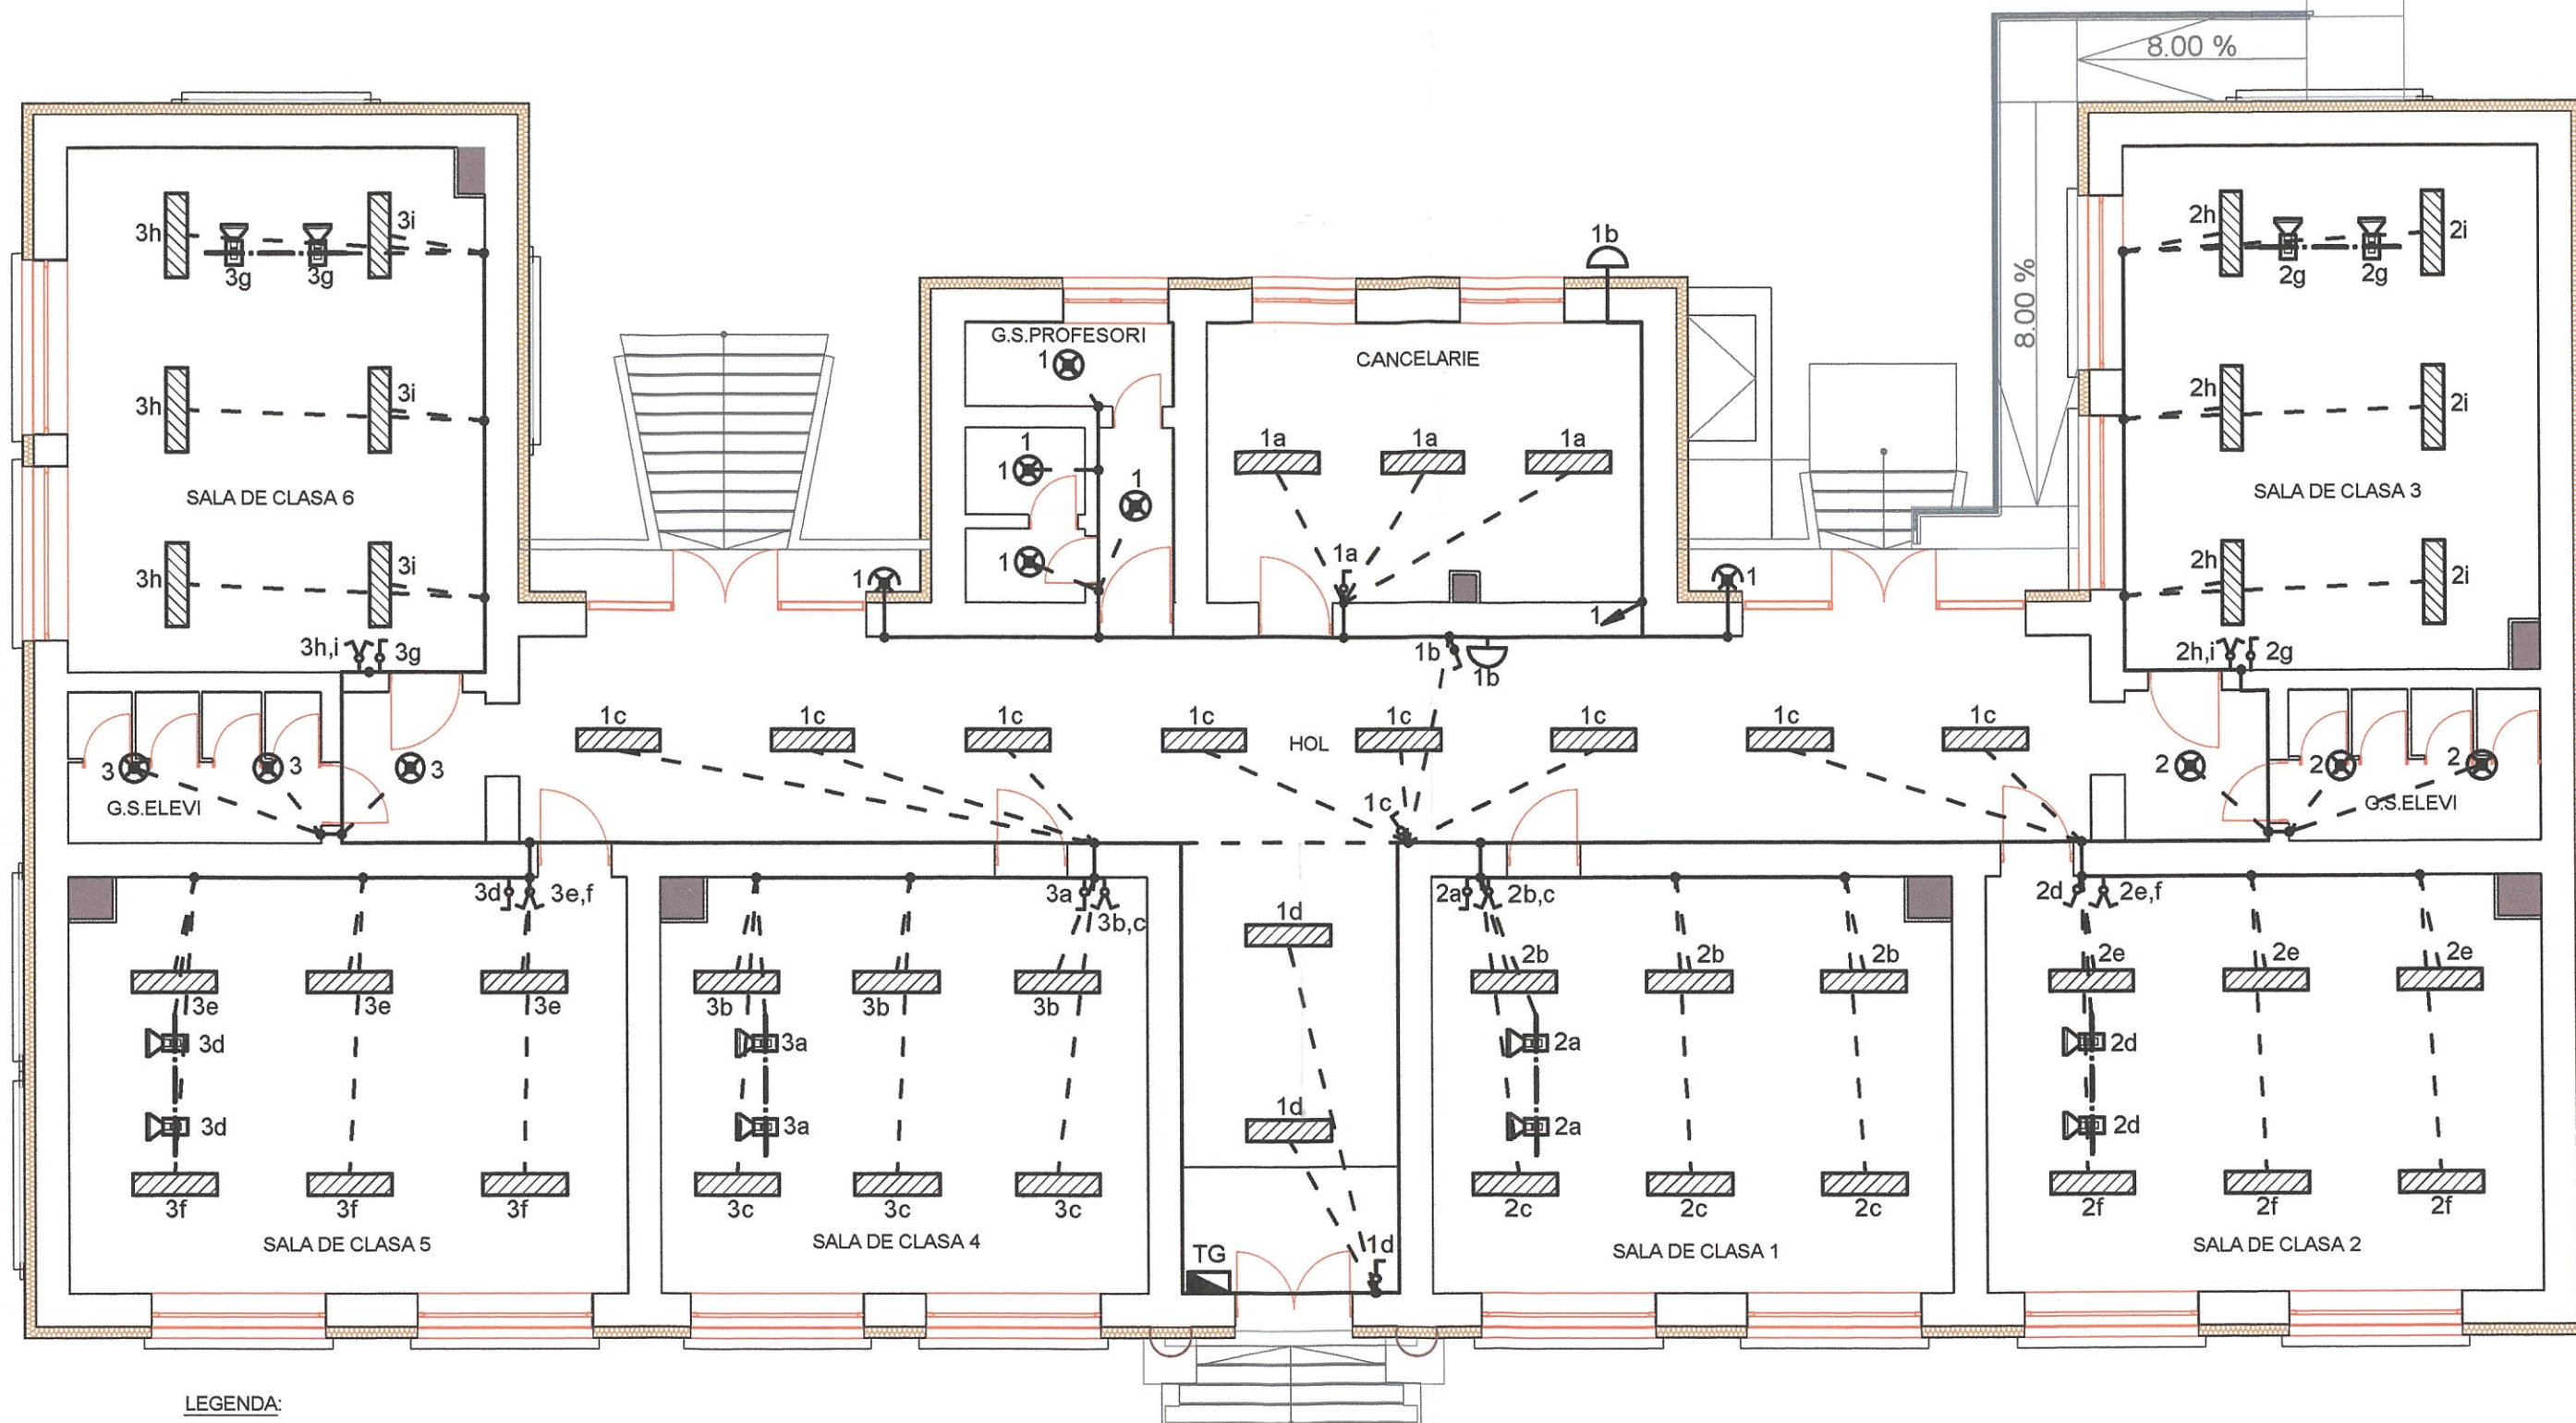 8.00 %
8.00 %
1b
3h
3i
3g
3g
2h
2i
2g
2g
G.S.PROFESORI
1
CANCELARIE
3h
3i
2h
2i
1
1
1
1a
1a
1a
SALA DE CLASA 6
SALA DE CLASA 3
3h
3i
1
1
1a
1
1
2h
2i
3h,i
3g
1b
1b
2h,i
2g
1c
1c
1c
1c
HOL
1c
1c
1c
1c
3
3
3
2
2
2
G.S.ELEVI
1c
G.S.ELEVI
3d
3e,f
3a
3b,c
2a
2b,c
2d
2e,f
1d
3e
3e
3e
3b
3b
3b
2b
2b
2b
2e
2e
2e
3d
3a
2a
2d
3d
3a
1d
2a
2d
3f
3f
3f
3c
3c
3c
2c
2c
2c
2f
2f
2f
SALA DE CLASA 5
SALA DE CLASA 4
TG
1d
SALA DE CLASA 1
SALA DE CLASA 2
LEGENDA: